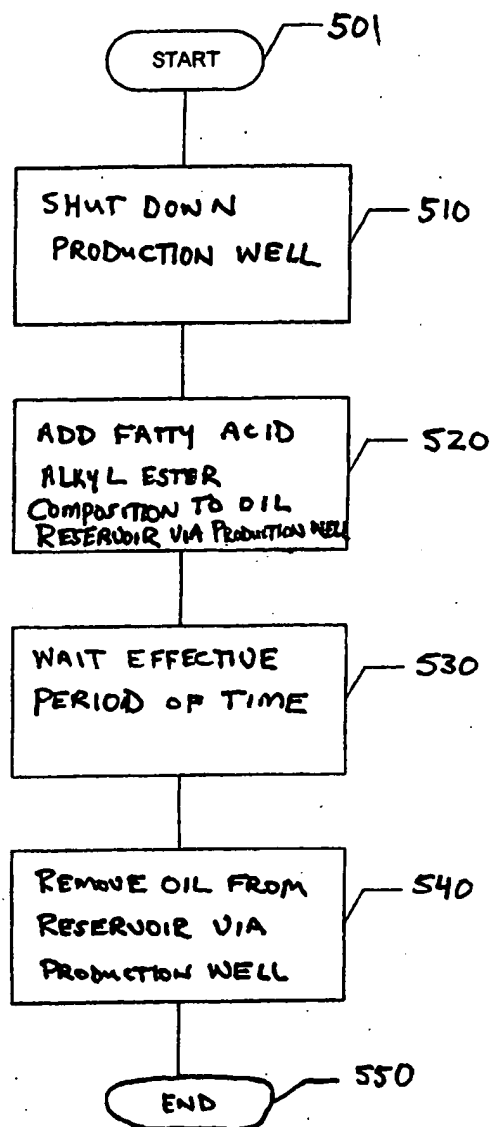 START
501
SHUT DOWN
PRODUCTION WELL
510
ADD FATTY ACID
ALKYL ESTER
COMPOSITION TO OIL
RESERVOIR VIA PRODUCTION WELL
520
WAIT EFFECTIVE
PERIOD OF TIME
530
REMOVE OIL FROM
RESERVOIR VIA
PRODUCTION WELL
540
END
550